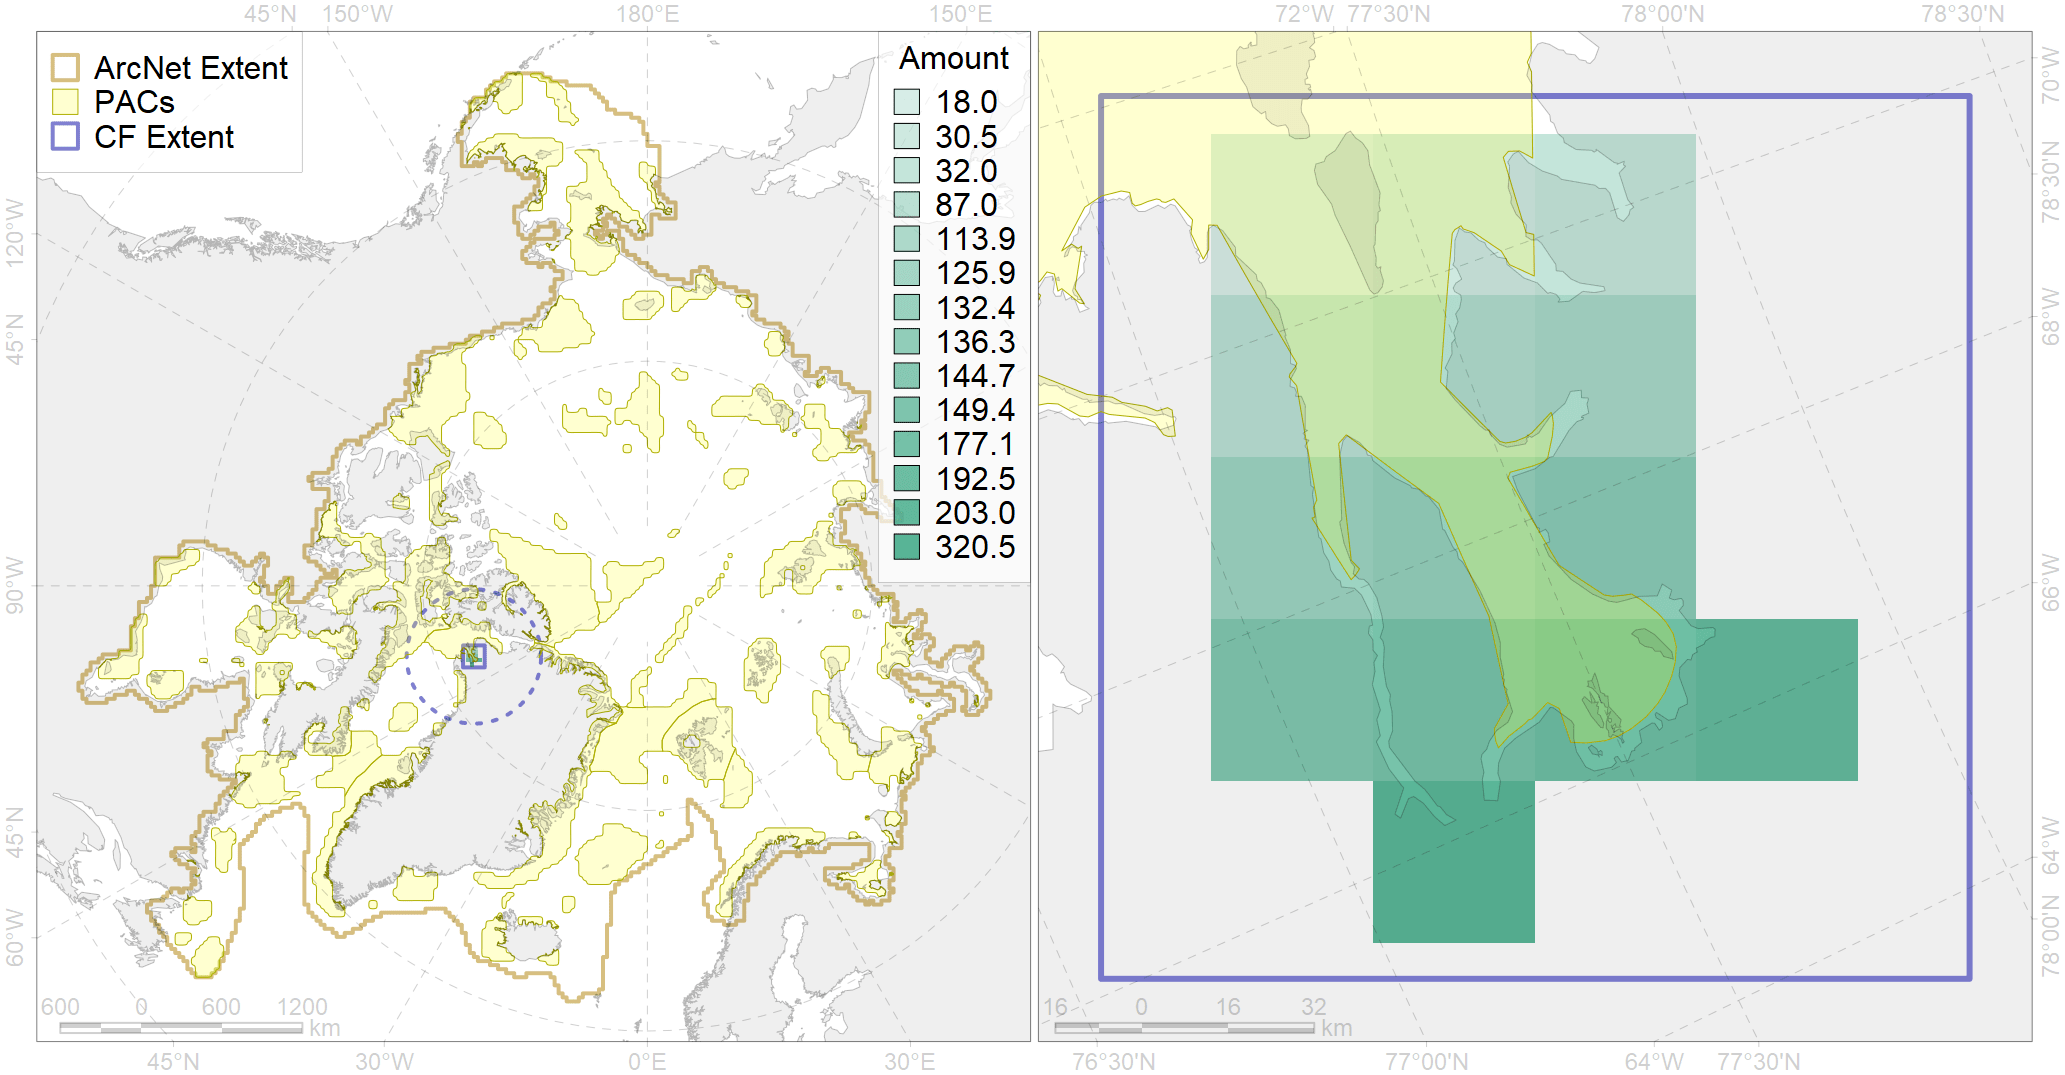 45°N 150°W 180°E 150°E 72°W 77°30'N 78°00'N 78°30'N
ArcNet Extent
PACs
CF Extent
Amount
18.0
30.5
32.0
87.0
113.9
125.9
132.4
136.3
144.7
149.4
177.1
192.5
203.0
320.5
120°W
45°N
90°W
45°N
60°W
70°W
78°30'N
68°W
66°W
64°W
78°00'N
600 0 600 1200
km
16 0 16 32
km
45°N 30°W 0°E 30°E 76°30'N 77°00'N 64°W 77°30'N